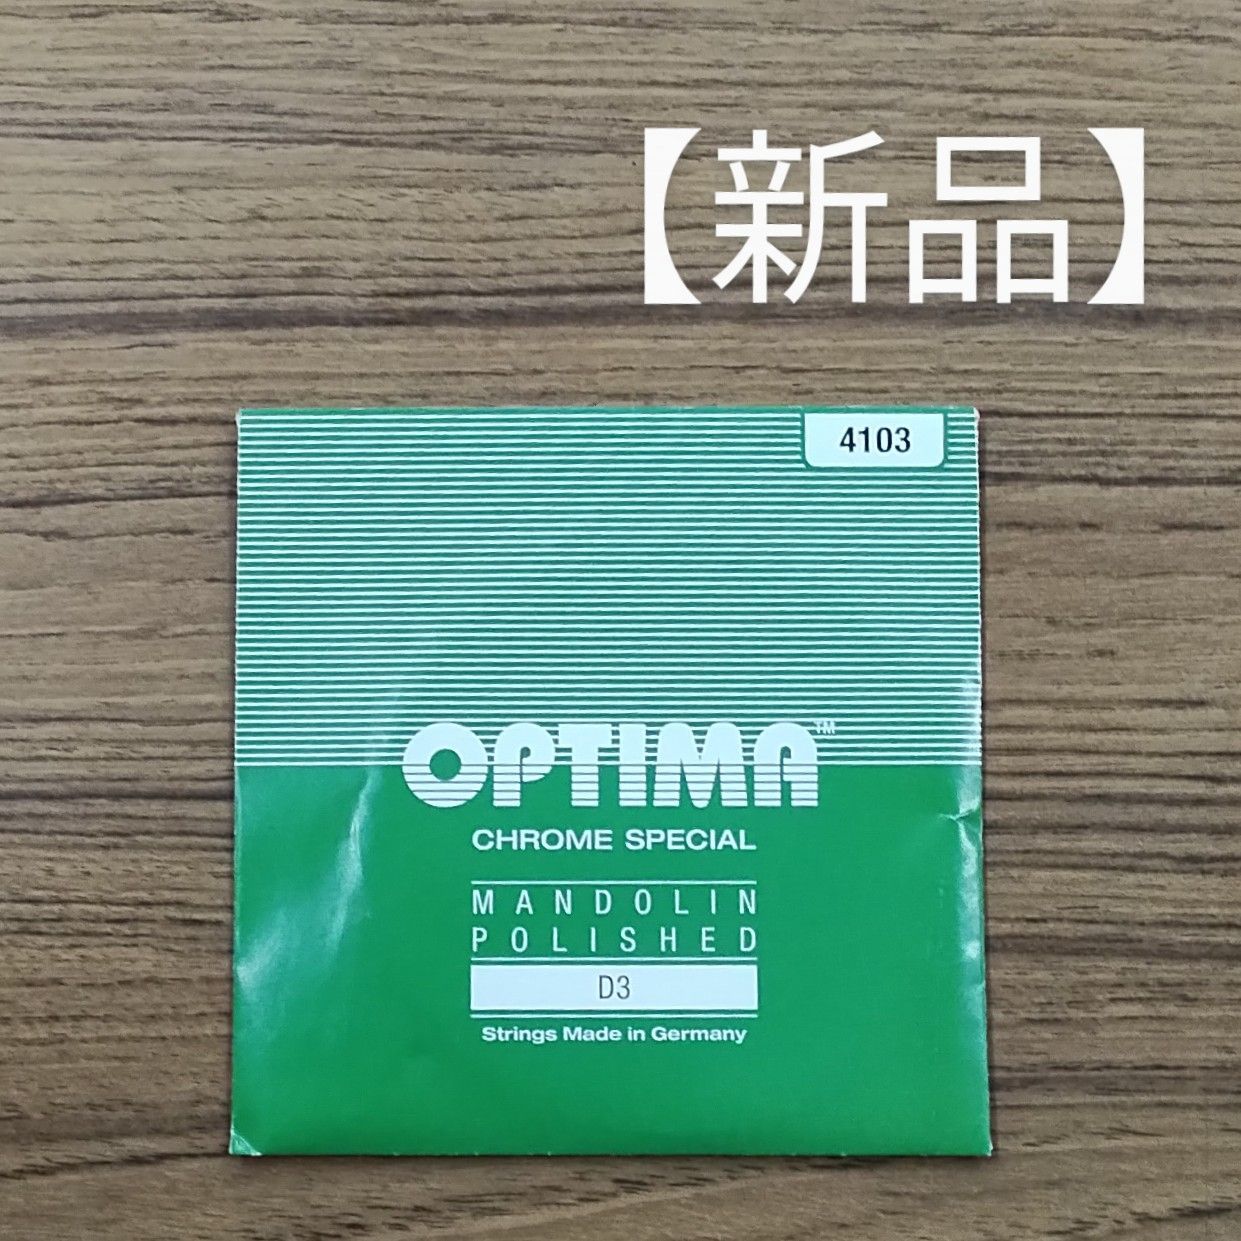 【新品】
4103
OPTIMA™
CHROME SPECIAL
MANDOLIN
POLISHED
D3
Strings Made in Germany